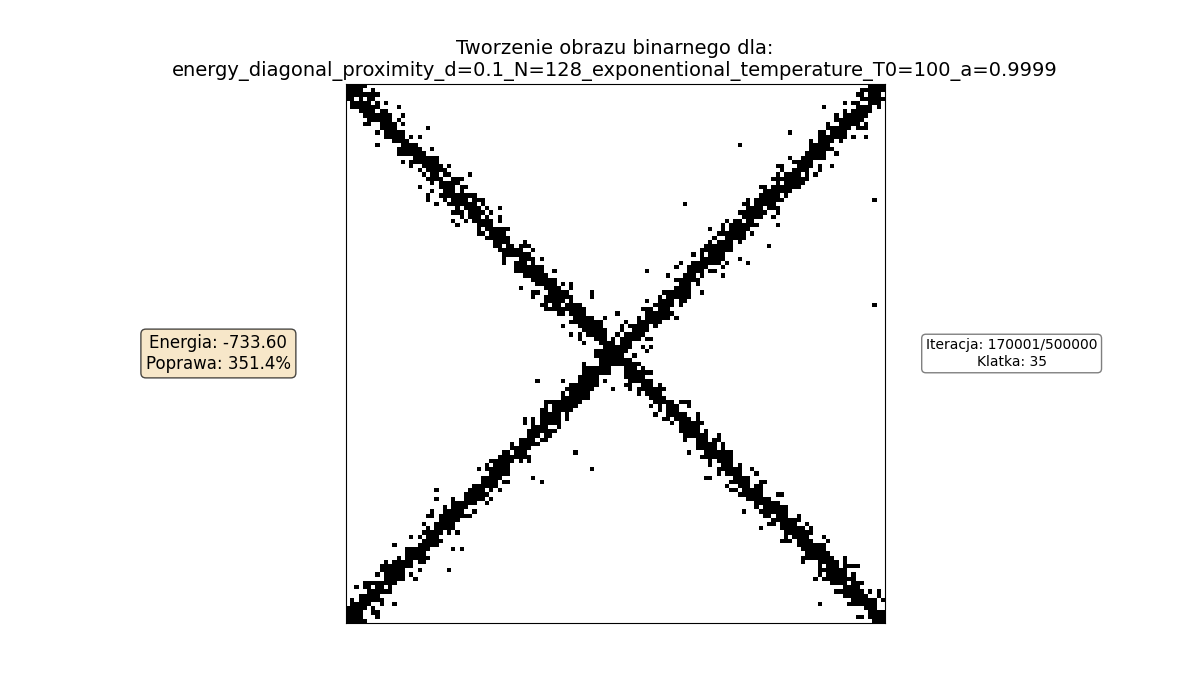 Tworzenie obrazu binarnego dla:
energy_diagonal_proximity_d=0.1_N=128_exponentional_temperature_T0=100_a=0.9999
Energia: -733.60
Poprawa: 351.4%
Iteracja: 170001/500000
Klatka: 35